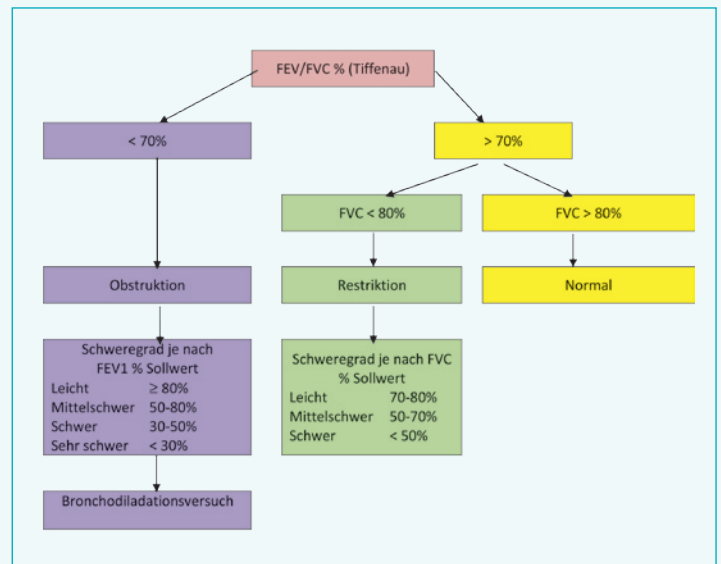 FEV/FVC % (Tiffenau)
< 70%
> 70%
FVC < 80%
FVC > 80%
Obstruktion
Restriktion
Normal
Schweregrad je nach
FEV1 % Sollwert
Leicht ≥ 80%
Mittelschwer 50-80%
Schwer 30-50%
Sehr schwer < 30%
Schweregrad je nach FVC
% Sollwert
Leicht 70-80%
Mittelschwer 50-70%
Schwer < 50%
Bronchodiladationsversuch